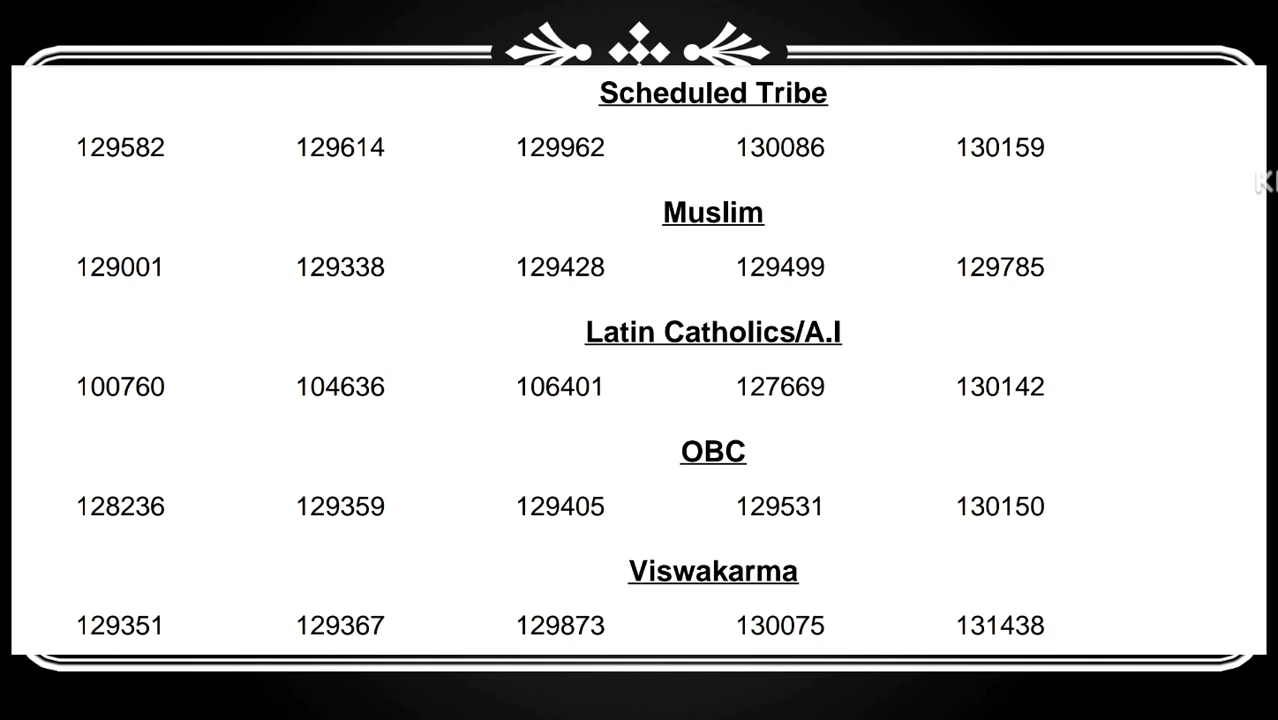 Scheduled Tribe
129582 129614 129962 130086 130159
Muslim
129001 129338 129428 129499 129785
Latin Catholics/A.I
100760 104636 106401 127669 130142
OBC
128236 129359 129405 129531 130150
Viswakarma
129351 129367 129873 130075 131438